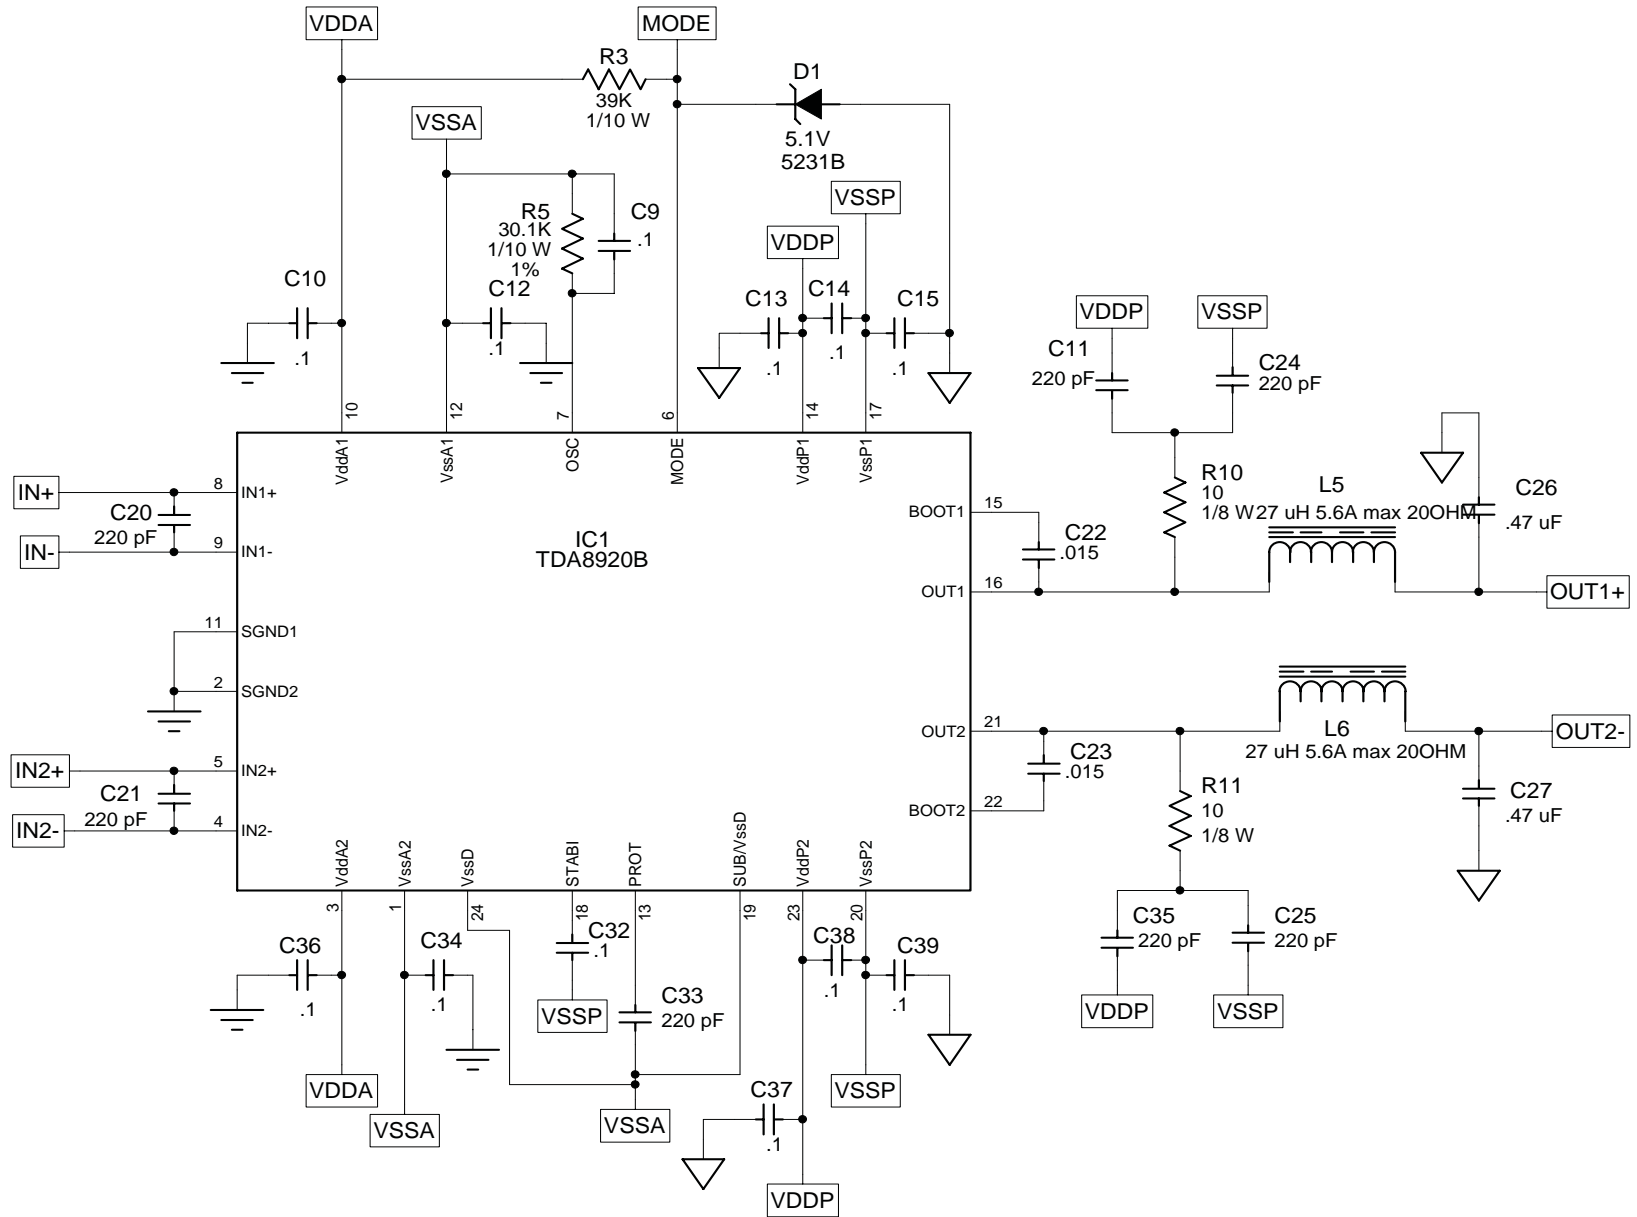 VDDA
MODE
R3
39K
1/10 W
D1
5.1V
5231B
VSSA
VSSP
VDDP
R5
30.1K
1/10 W
1%
C9
.1
C10
.1
C12
.1
C13
.1
C14
.1
C15
.1
VDDP
VSSP
C11
220 pF
C24
220 pF
10
12
7
6
14
17
VddA1
VssA1
OSC
MODE
VddP1
VssP1
IN+
8
IN1+
C20
220 pF
IN-
9
IN1-
IC1
TDA8920B
BOOT1
15
C22
.015
OUT1
16
R10
10
1/8 W
L5
27 uH 5.6A max 20OHM
C26
.47 uF
OUT1+
11
SGND1
2
SGND2
OUT2
21
L6
27 uH 5.6A max 20OHM
OUT2-
IN2+
5
IN2+
C21
220 pF
IN2-
4
IN2-
C23
.015
BOOT2
22
R11
10
1/8 W
C27
.47 uF
VddA2
VssA2
VssD
STABI
PROT
SUB/VssD
VddP2
VssP2
3
1
24
18
13
19
23
20
C36
.1
C34
.1
C32
.1
VSSP
C33
220 pF
C38
.1
C39
.1
C35
220 pF
C25
220 pF
VDDP
VSSP
VDDA
VSSA
VSSA
C37
.1
VSSP
VDDP